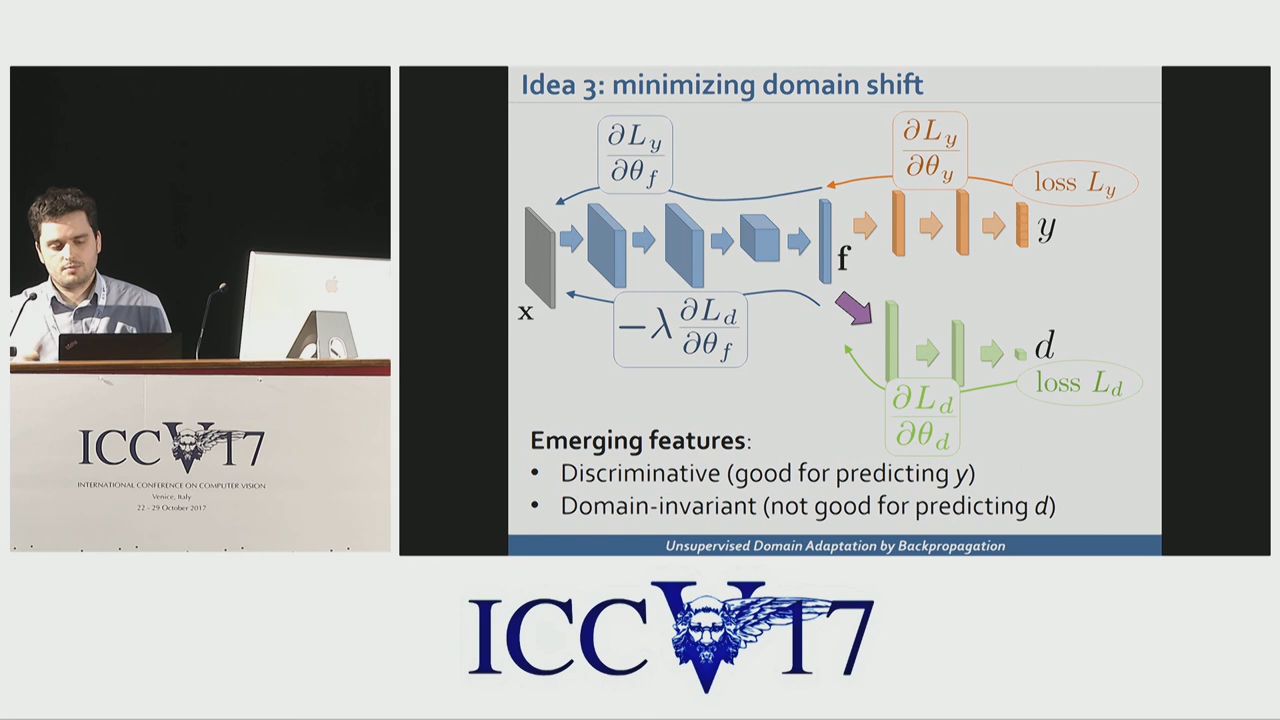 Idea 3: minimizing domain shift
∂L_y
∂θ_f
∂L_y
∂θ_y
loss L_y
x
f
y
−λ ∂L_d
∂θ_f
d
loss L_d
∂L_d
∂θ_d
Emerging features:
• Discriminative (good for predicting y)
• Domain-invariant (not good for predicting d)
Unsupervised Domain Adaptation by Backpropagation
ICCV17
INTERNATIONAL CONFERENCE ON COMPUTER VISION
Venice, Italy
22 - 29 October 2017
ICCV17